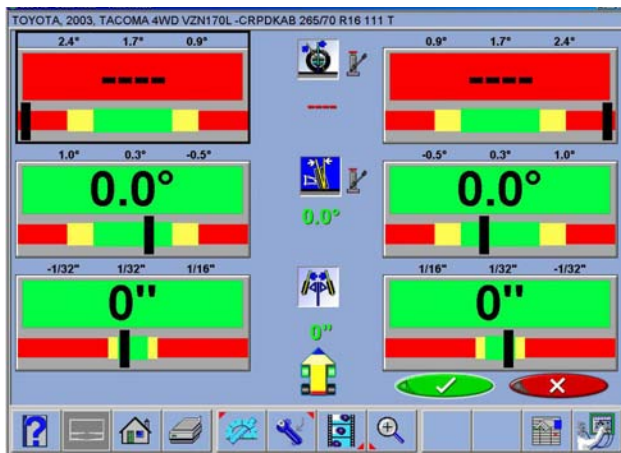 TOYOTA, 2003, TACOMA 4WD VZN170L -CRPDKAB 265/70 R16 111 T
2.4° 1.7° 0.9°
0.9° 1.7° 2.4°
----
----
----
1.0° 0.3° -0.5°
-0.5° 0.3° 1.0°
0.0°
0.0°
0.0°
-1/32" 1/32" 1/16"
1/16" 1/32" -1/32"
0"
0"
0"
?